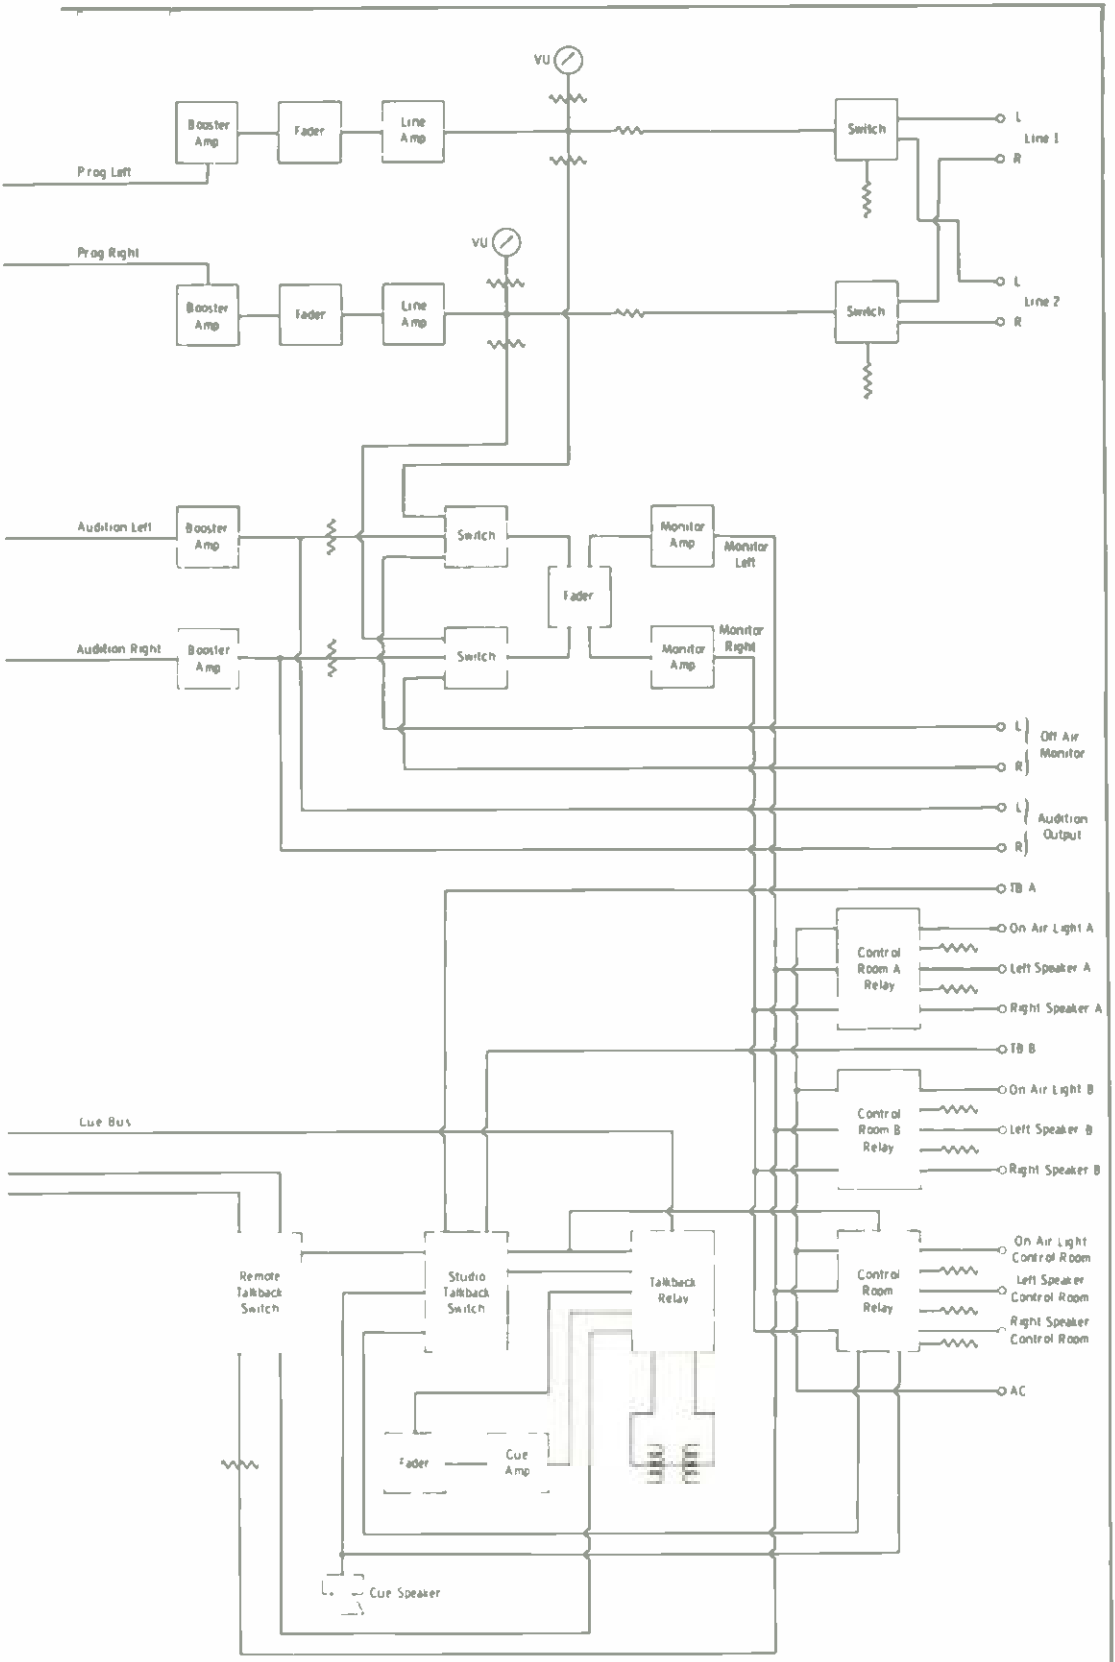 VU
Booster
Amp
Fader
Line
Amp
Switch
L
Line 1
R
Prog Left
Prog Right
VU
Booster
Amp
Fader
Line
Amp
Switch
L
Line 2
R
Audition Left
Booster
Amp
Switch
Monitor
Amp
Monitor
Left
Fader
Audition Right
Booster
Amp
Switch
Monitor
Amp
Monitor
Right
L
Off Air
Monitor
R
L
Audition
Output
R
TB A
Control
Room A
Relay
On Air Light A
Left Speaker A
Right Speaker A
TB B
Control
Room B
Relay
On Air Light B
Left Speaker B
Right Speaker B
Cue Bus
Remote
Talkback
Switch
Studio
Talkback
Switch
Talkback
Relay
Control
Room
Relay
On Air Light
Control Room
Left Speaker
Control Room
Right Speaker
Control Room
AC
Fader
Cue
Amp
Cue Speaker